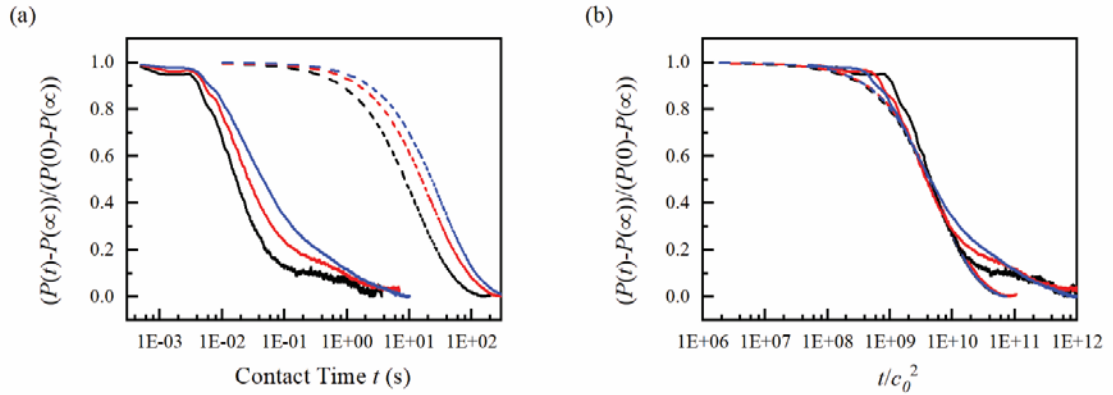 (a)
(P(t)-P(∞))/(P(0)-P(∞))
1.0
0.8
0.6
0.4
0.2
0.0
1E-03 1E-02 1E-01 1E+00 1E+01 1E+02
Contact Time t (s)
(b)
(P(t)-P(∞))/(P(0)-P(∞))
1.0
0.8
0.6
0.4
0.2
0.0
1E+06 1E+07 1E+08 1E+09 1E+10 1E+11 1E+12
t/c₀²